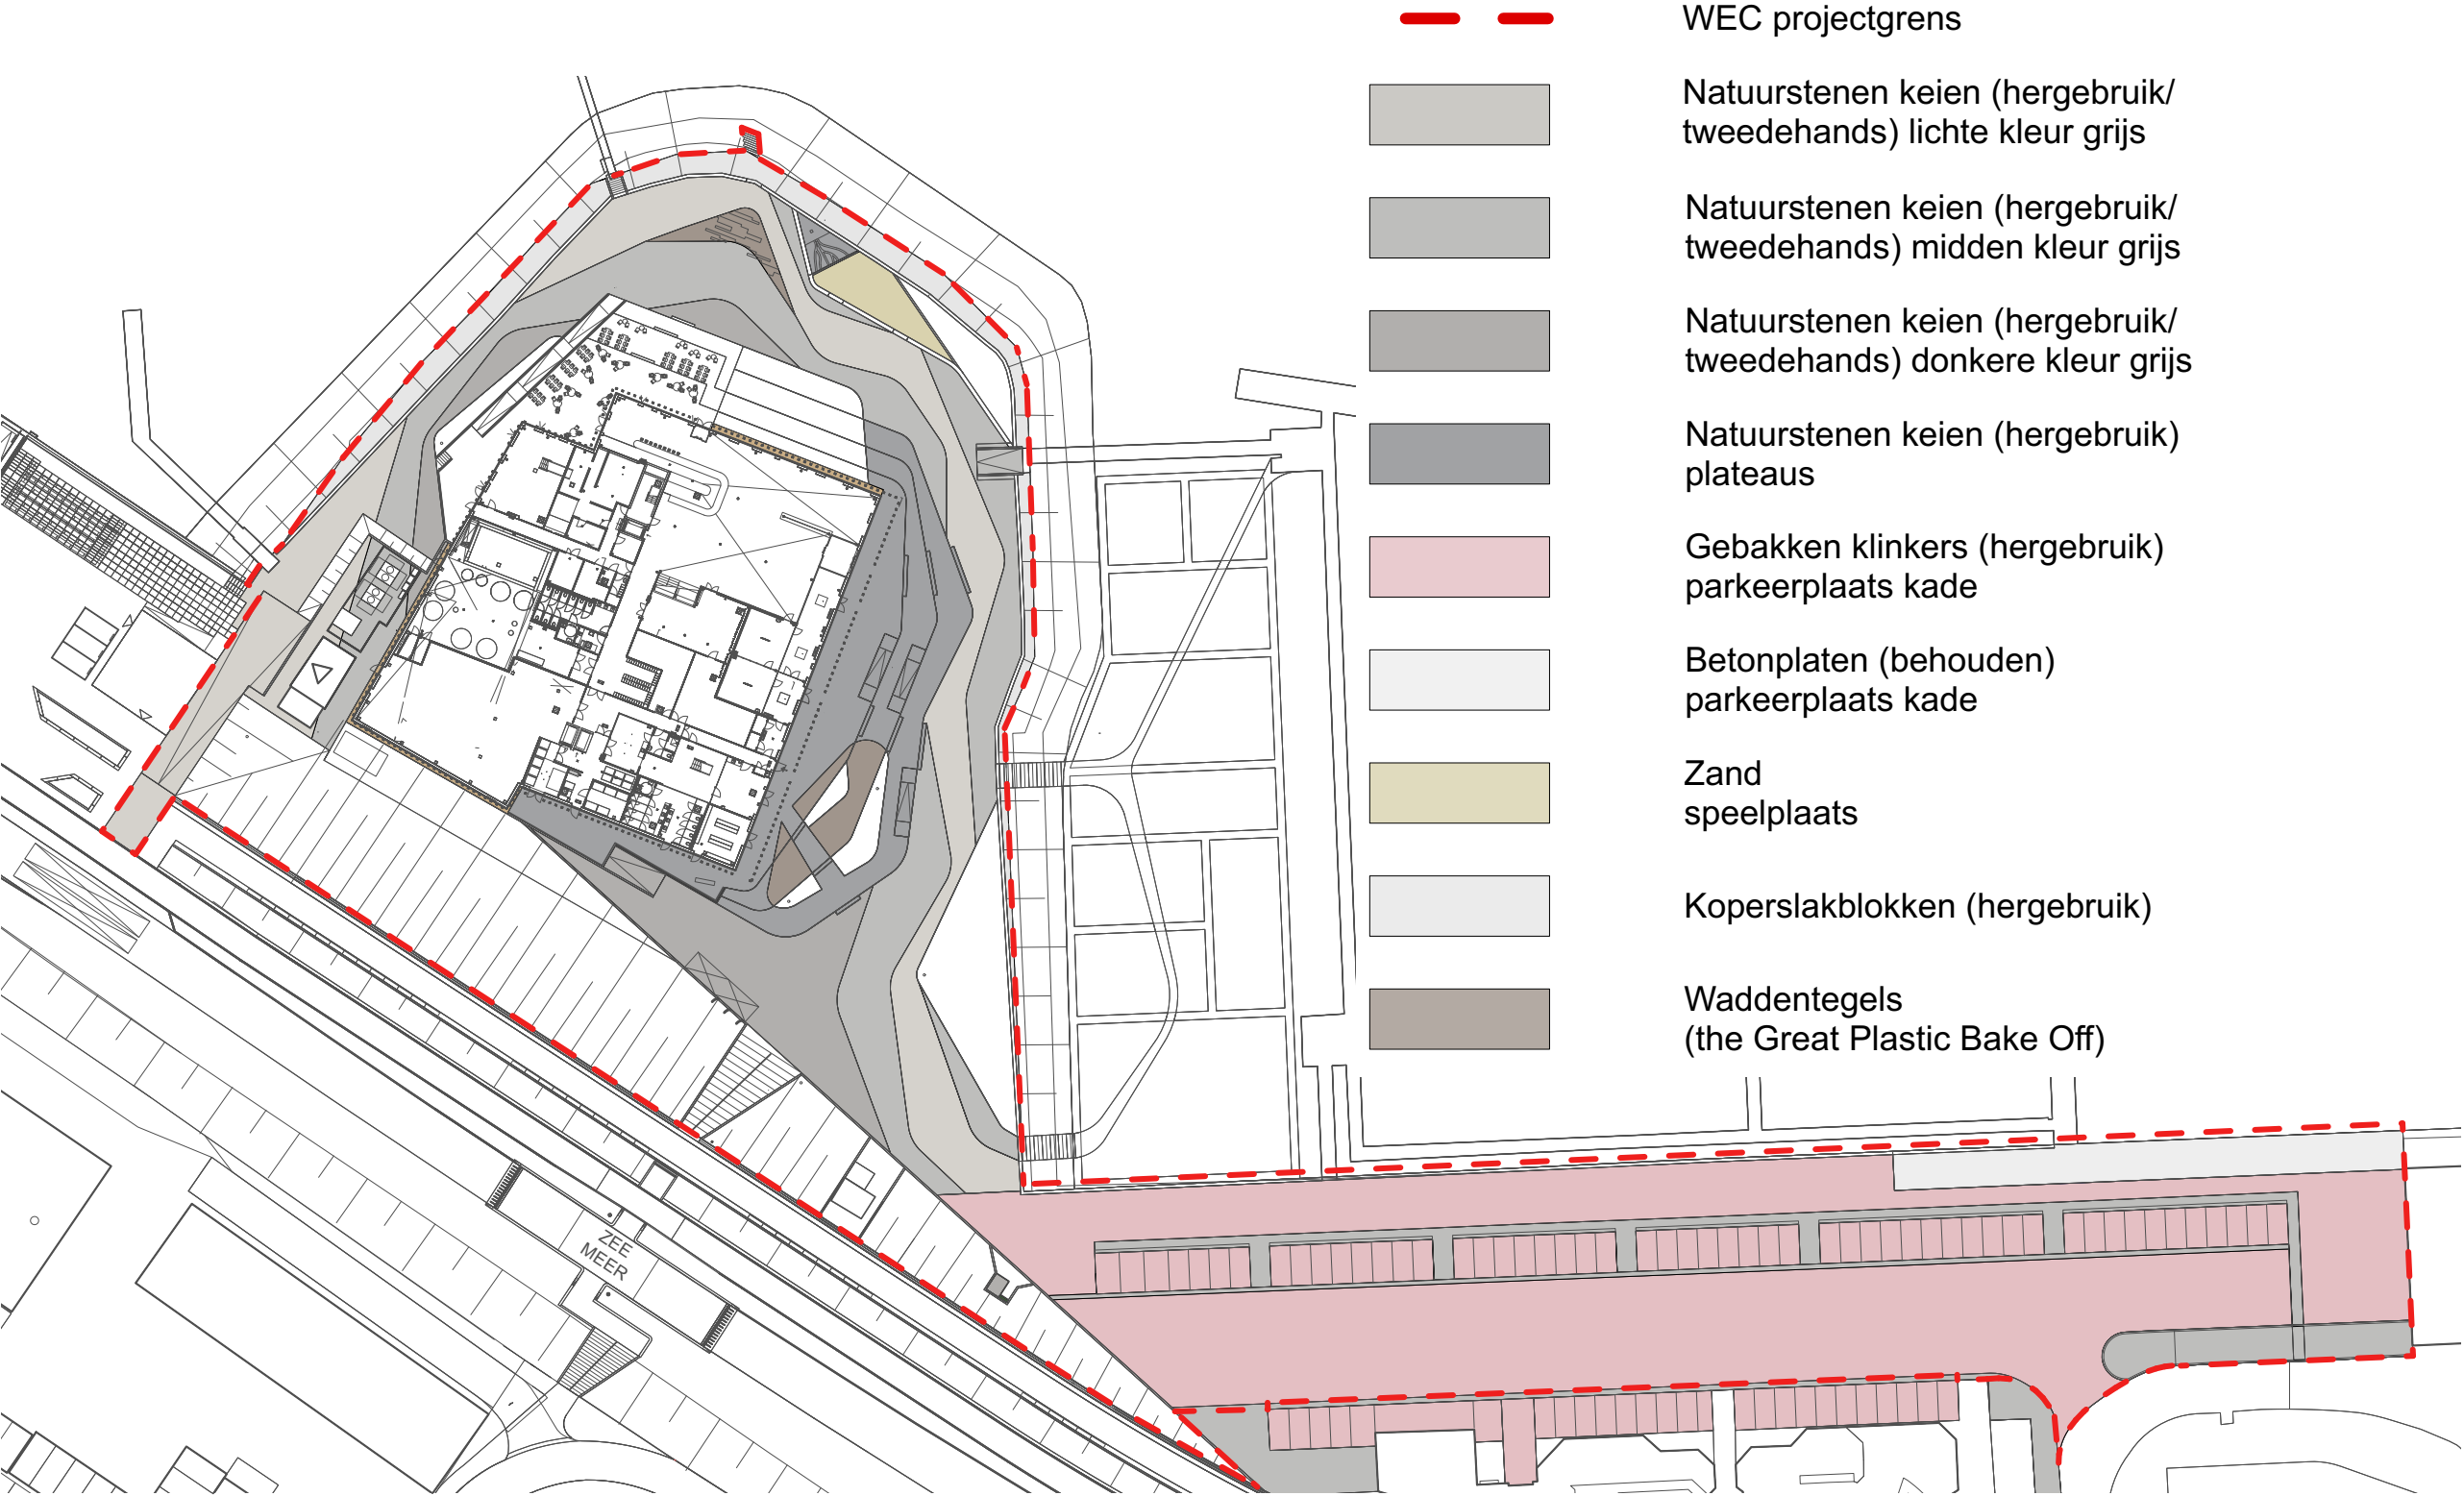 WEC projectgrens
Natuurstenen keien (hergebruik/
tweedehands) lichte kleur grijs
Natuurstenen keien (hergebruik/
tweedehands) midden kleur grijs
Natuurstenen keien (hergebruik/
tweedehands) donkere kleur grijs
Natuurstenen keien (hergebruik)
plateaus
Gebakken klinkers (hergebruik)
parkeerplaats kade
Betonplaten (behouden)
parkeerplaats kade
Zand
speelplaats
Koperslakblokken (hergebruik)
Waddentegels
(the Great Plastic Bake Off)
ZEE
MEER